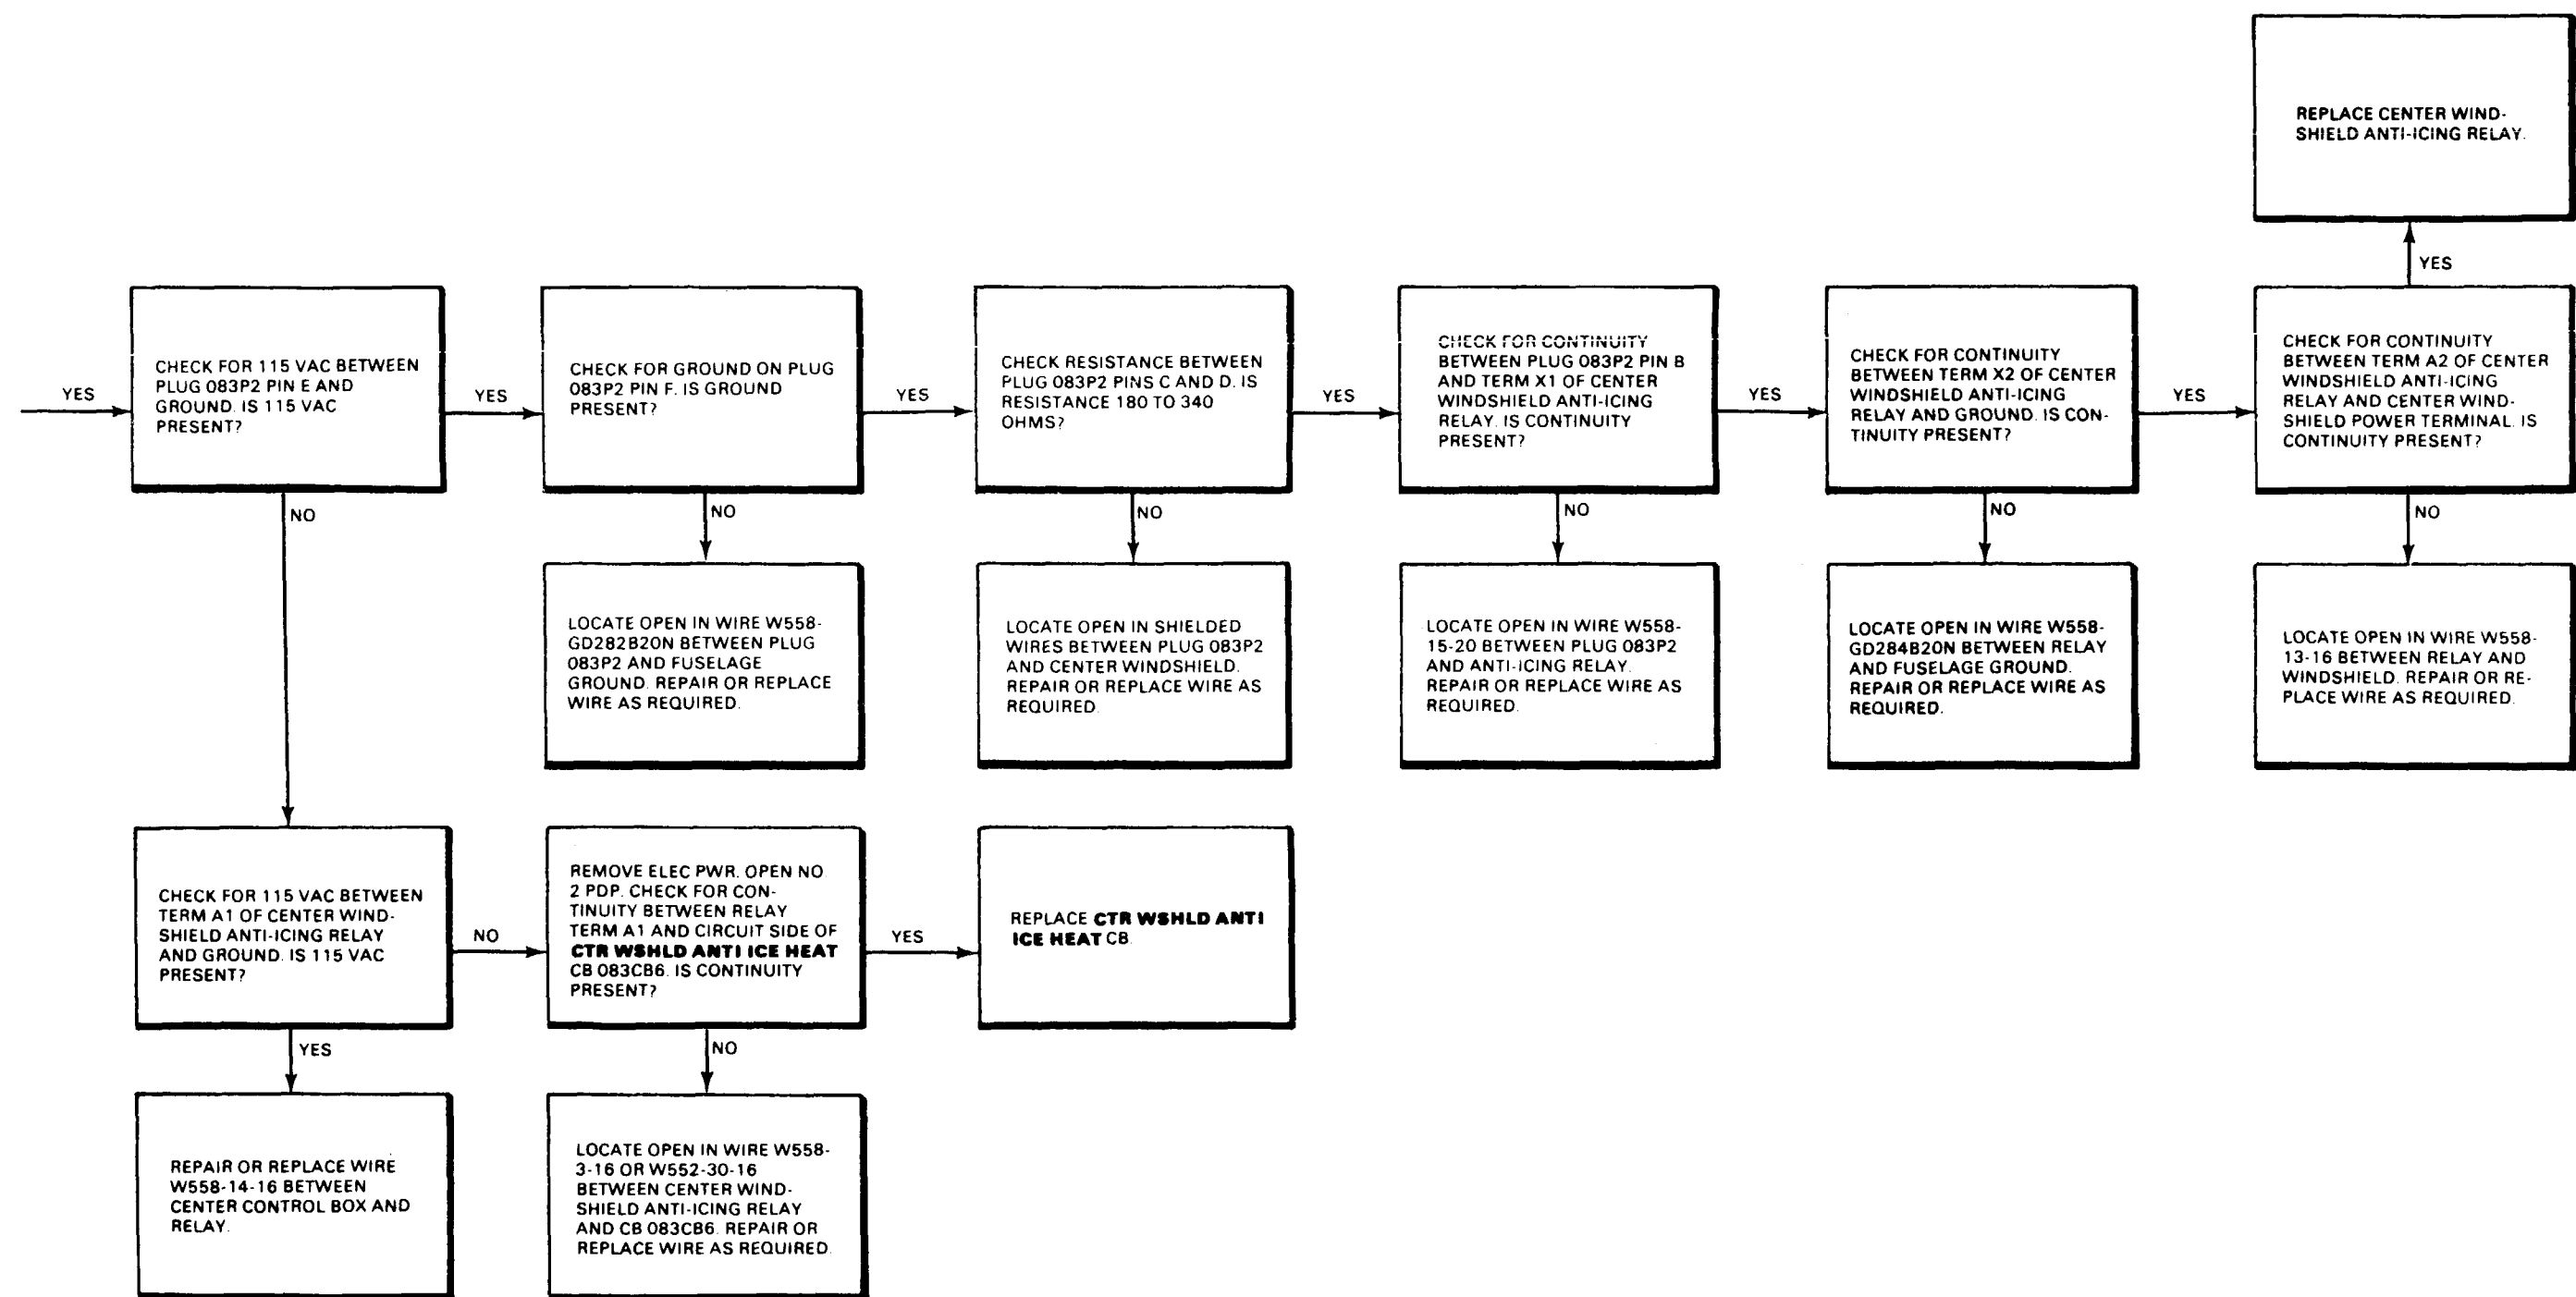 REPLACE CENTER WIND-
SHIELD ANTI-ICING RELAY.
YES
YES
CHECK FOR 115 VAC BETWEEN
PLUG 083P2 PIN E AND
GROUND. IS 115 VAC
PRESENT?
YES
CHECK FOR GROUND ON PLUG
083P2 PIN F. IS GROUND
PRESENT?
YES
CHECK RESISTANCE BETWEEN
PLUG 083P2 PINS C AND D. IS
RESISTANCE 180 TO 340
OHMS?
YES
CHECK FOR CONTINUITY
BETWEEN PLUG 083P2 PIN B
AND TERM X1 OF CENTER
WINDSHIELD ANTI-ICING
RELAY. IS CONTINUITY
PRESENT?
YES
CHECK FOR CONTINUITY
BETWEEN TERM X2 OF CENTER
WINDSHIELD ANTI-ICING
RELAY AND GROUND. IS CON-
TINUITY PRESENT?
YES
CHECK FOR CONTINUITY
BETWEEN TERM A2 OF CENTER
WINDSHIELD ANTI-ICING
RELAY AND CENTER WIND-
SHIELD POWER TERMINAL. IS
CONTINUITY PRESENT?
NO
NO
NO
NO
NO
NO
LOCATE OPEN IN WIRE W558-
GD282B20N BETWEEN PLUG
083P2 AND FUSELAGE
GROUND. REPAIR OR REPLACE
WIRE AS REQUIRED.
LOCATE OPEN IN SHIELDED
WIRES BETWEEN PLUG 083P2
AND CENTER WINDSHIELD.
REPAIR OR REPLACE WIRE AS
REQUIRED.
LOCATE OPEN IN WIRE W558-
15-20 BETWEEN PLUG 083P2
AND ANTI-ICING RELAY.
REPAIR OR REPLACE WIRE AS
REQUIRED.
LOCATE OPEN IN WIRE W558-
GD284B20N BETWEEN RELAY
AND FUSELAGE GROUND.
REPAIR OR REPLACE WIRE AS
REQUIRED.
LOCATE OPEN IN WIRE W558-
13-16 BETWEEN RELAY AND
WINDSHIELD. REPAIR OR RE-
PLACE WIRE AS REQUIRED.
CHECK FOR 115 VAC BETWEEN
TERM A1 OF CENTER WIND-
SHIELD ANTI-ICING RELAY
AND GROUND. IS 115 VAC
PRESENT?
NO
REMOVE ELEC PWR. OPEN NO.
2 PDP. CHECK FOR CON-
TINUITY BETWEEN RELAY
TERM A1 AND CIRCUIT SIDE OF
CTR WSHLD ANTI ICE HEAT
CB 083CB6. IS CONTINUITY
PRESENT?
YES
REPLACE CTR WSHLD ANTI
ICE HEAT CB.
YES
NO
REPAIR OR REPLACE WIRE
W558-14-16 BETWEEN
CENTER CONTROL BOX AND
RELAY.
LOCATE OPEN IN WIRE W558-
3-16 OR W552-30-16
BETWEEN CENTER WIND-
SHIELD ANTI-ICING RELAY
AND CB 083CB6. REPAIR OR
REPLACE WIRE AS REQUIRED.